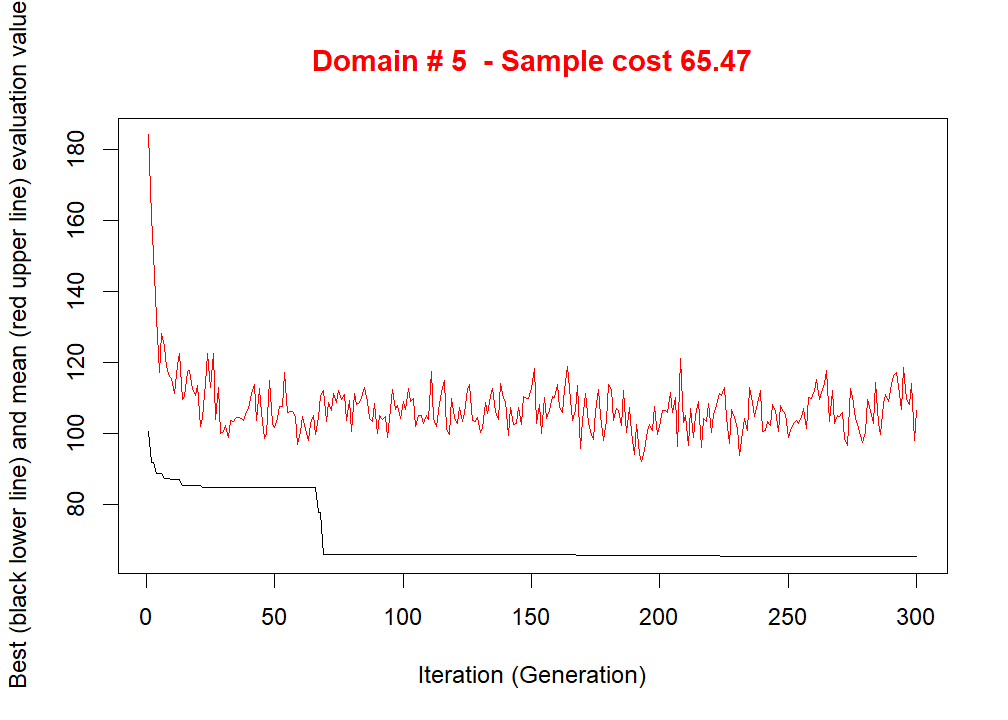 Domain # 5  - Sample cost 65.47
Best (black lower line) and mean (red upper line) evaluation value
180
160
140
120
100
80
0 50 100 150 200 250 300
Iteration (Generation)